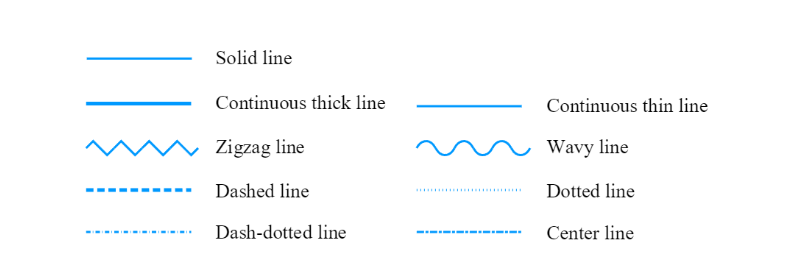 Solid line
Continuous thick line
Continuous thin line
Zigzag line
Wavy line
Dashed line
Dotted line
Dash-dotted line
Center line